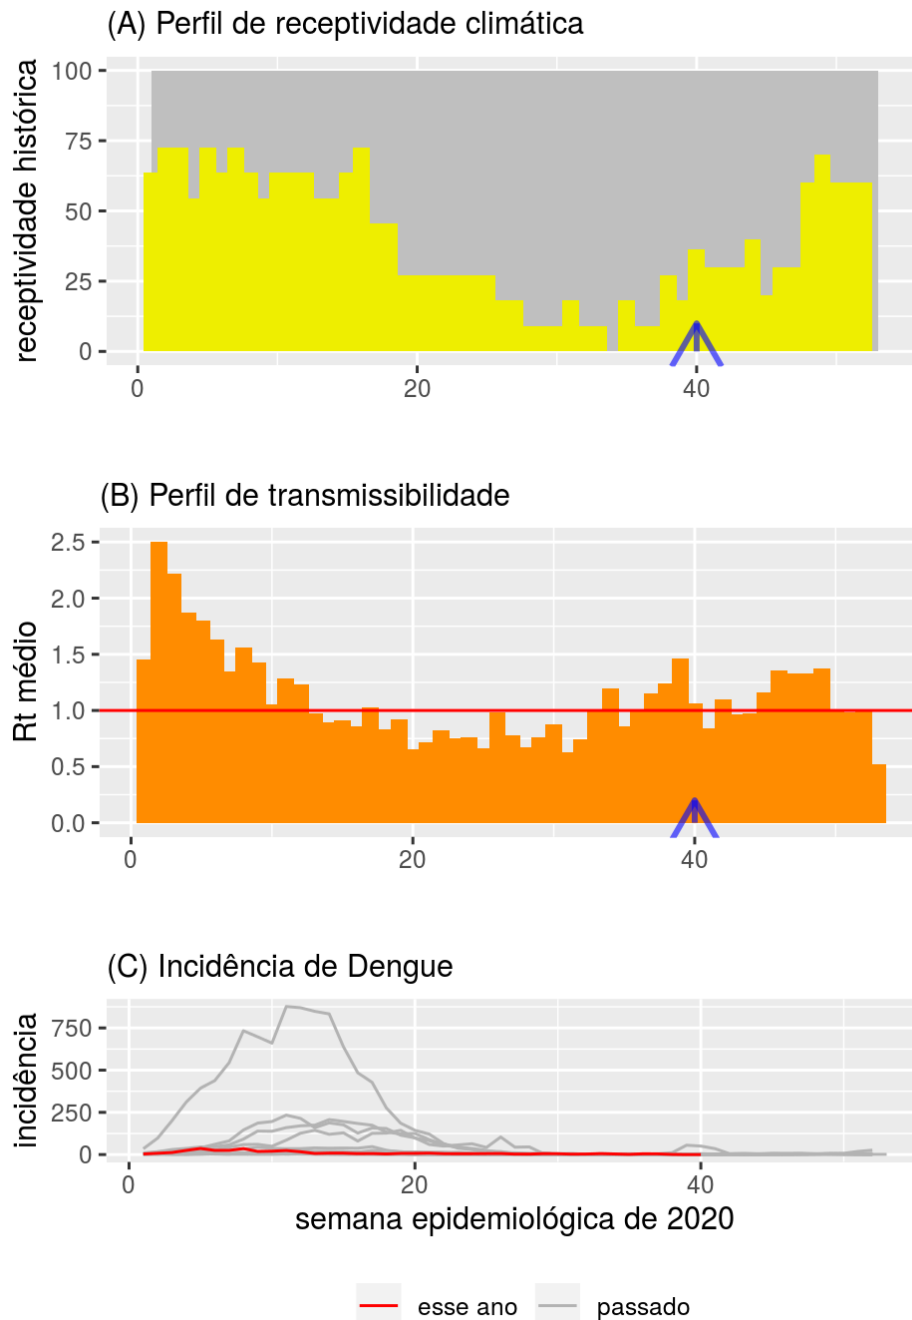 (A) Perfil de receptividade climática
receptividade histórica
100
75
50
25
0
0 20 40
(B) Perfil de transmissibilidade
Rt médio
2.5
2.0
1.5
1.0
0.5
0.0
0 20 40
(C) Incidência de Dengue
incidência
750
500
250
0
0 20 40
semana epidemiológica de 2020
esse ano passado